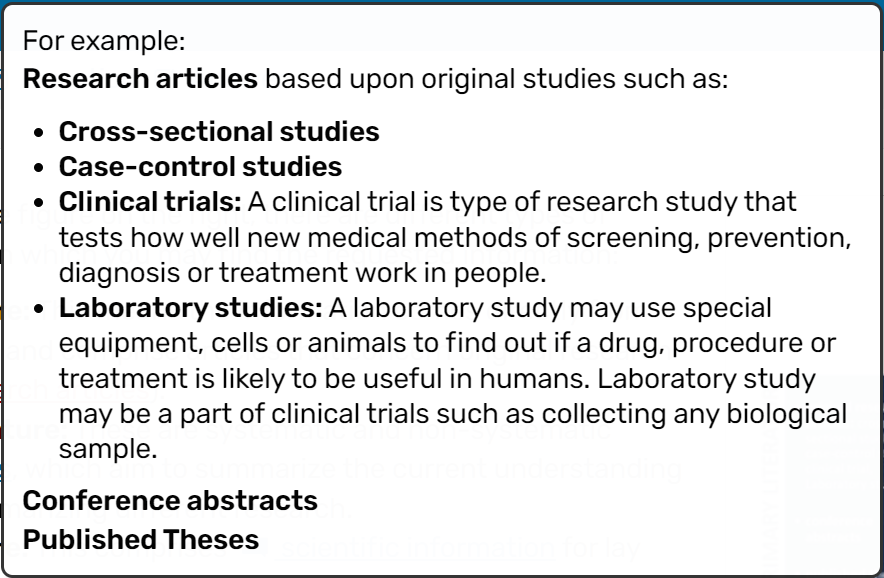 For example:
Research articles based upon original studies such as:
• Cross-sectional studies
• Case-control studies
• Clinical trials: A clinical trial is type of research study that
tests how well new medical methods of screening, prevention,
diagnosis or treatment work in people.
• Laboratory studies: A laboratory study may use special
equipment, cells or animals to find out if a drug, procedure or
treatment is likely to be useful in humans. Laboratory study
may be a part of clinical trials such as collecting any biological
sample.
Conference abstracts
Published Theses